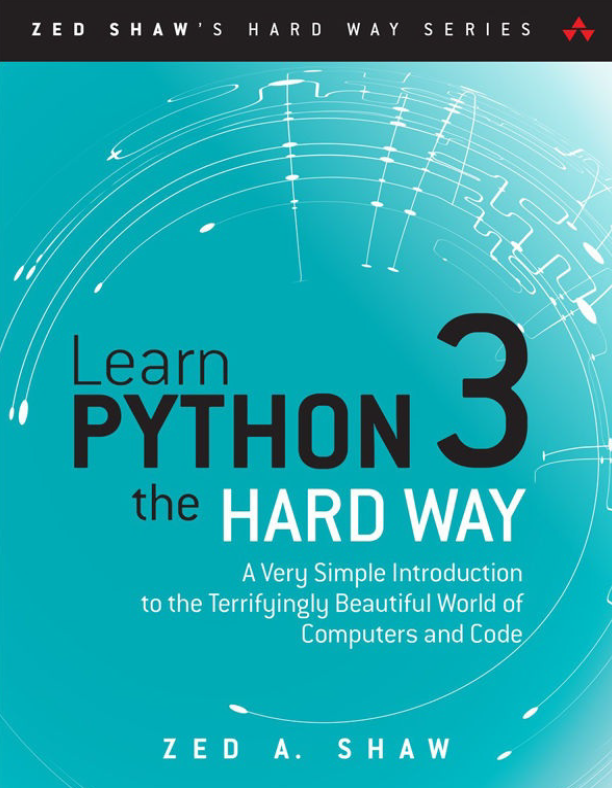 ZED SHAW'S HARD WAY SERIES
Learn
PYTHON 3
the HARD WAY
A Very Simple Introduction
to the Terrifyingly Beautiful World of
Computers and Code
ZED A. SHAW